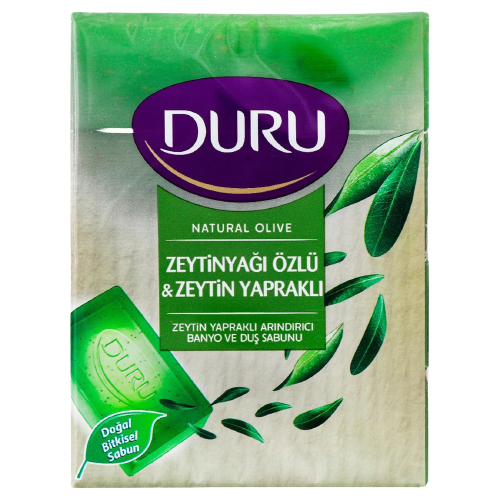 DURU
NATURAL OLIVE
ZEYTİNYAĞI ÖZLÜ
& ZEYTİN YAPRAKLI
ZEYTİN YAPRAKLI ARINDIRICI
BANYO VE DUŞ SABUNU
DURU
Doğal
Bitkisel
Sabun